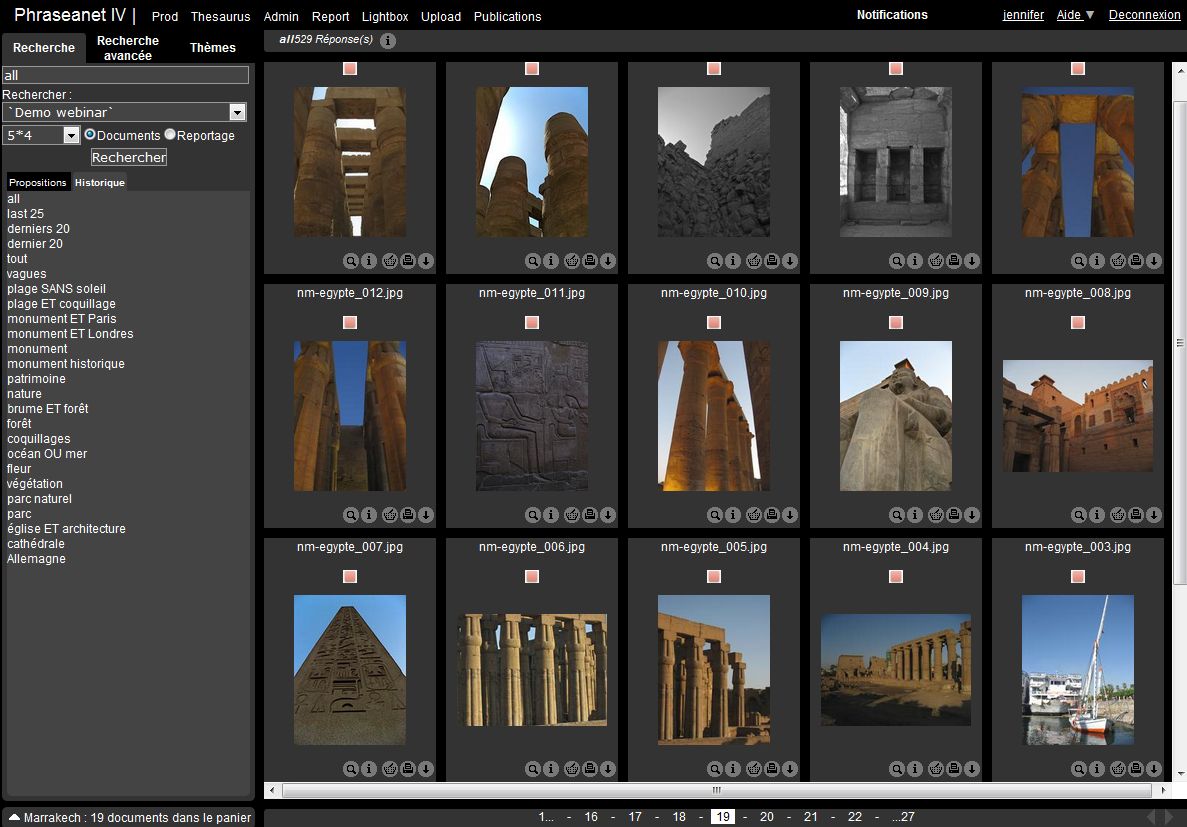 Phraseanet IV | Prod Thesaurus Admin Report Lightbox Upload Publications Notifications jennifer Aide Déconnexion
Recherche Recherche avancée Thèmes
all529 Réponse(s)
all
Rechercher :
`Demo webinar`
5*4 Documents Reportage
Rechercher
Propositions Historique
all
last 25
derniers 20
dernier 20
tout
vagues
plage SANS soleil
plage ET coquillage
monument ET Paris
monument ET Londres
monument
monument historique
patrimoine
nature
brume ET forêt
forêt
coquillages
océan OU mer
fleur
végétation
parc naturel
parc
église ET architecture
cathédrale
Allemagne
nm-egypte_012.jpg nm-egypte_011.jpg nm-egypte_010.jpg nm-egypte_009.jpg nm-egypte_008.jpg
nm-egypte_007.jpg nm-egypte_006.jpg nm-egypte_005.jpg nm-egypte_004.jpg nm-egypte_003.jpg
Marrakech : 19 documents dans le panier
1... - 16 - 17 - 18 - 19 - 20 - 21 - 22 - ...27